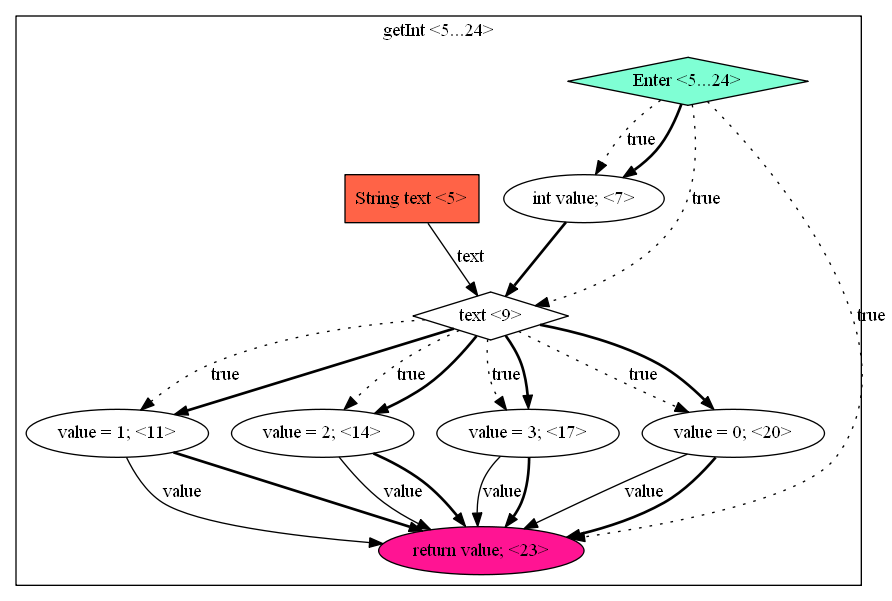 getInt <5...24>
Enter <5...24>
true
String text <5>
int value; <7>
true
text
text <9>
true
true
true
true
true
value = 1; <11>
value = 2; <14>
value = 3; <17>
value = 0; <20>
value
value
value
value
return value; <23>